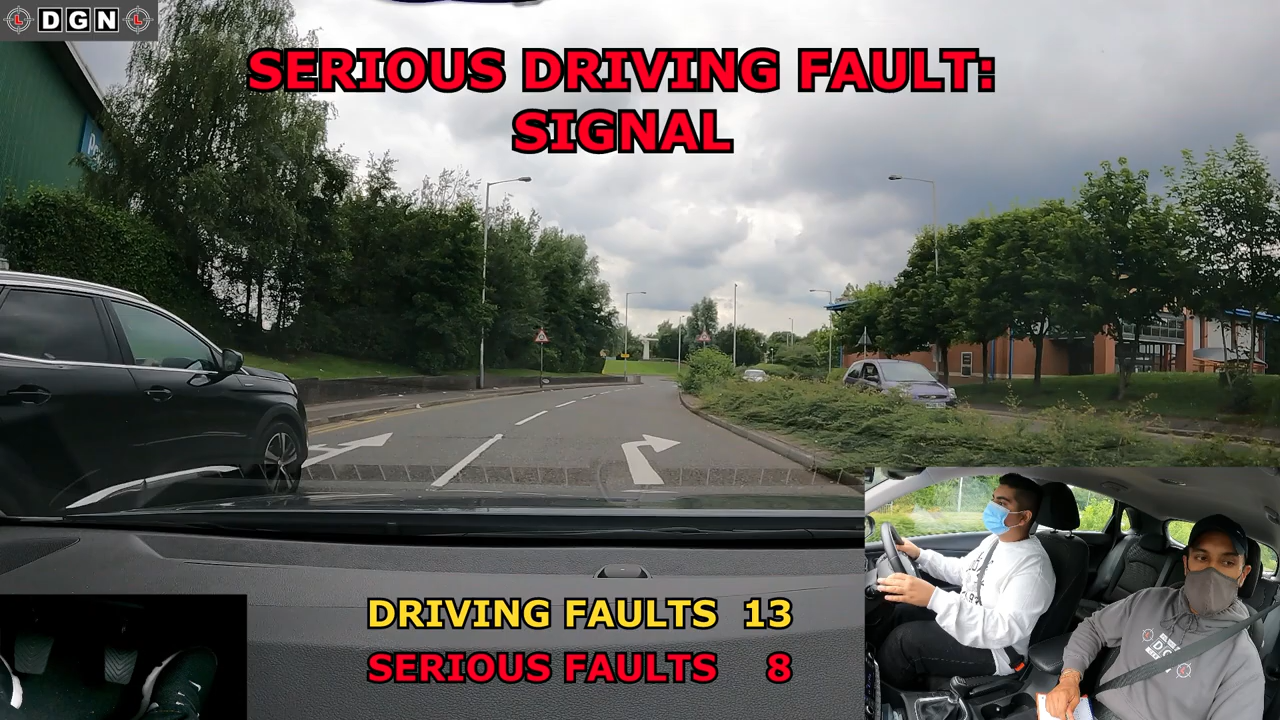 DGN
SERIOUS DRIVING FAULT:
SIGNAL
DRIVING FAULTS 13
SERIOUS FAULTS 8